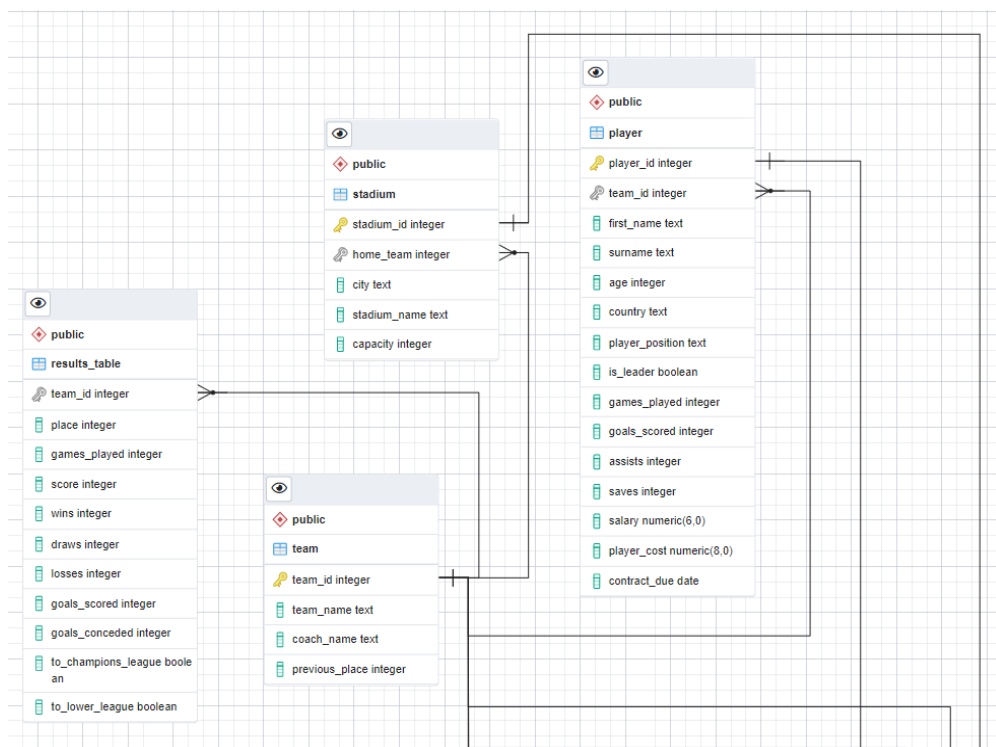 public
player
player_id integer
team_id integer
first_name text
surname text
age integer
country text
player_position text
is_leader boolean
games_played integer
goals_scored integer
assists integer
saves integer
salary numeric(6,0)
player_cost numeric(8,0)
contract_due date
public
stadium
stadium_id integer
home_team integer
city text
stadium_name text
capacity integer
public
results_table
team_id integer
place integer
games_played integer
score integer
wins integer
draws integer
losses integer
goals_scored integer
goals_conceded integer
to_champions_league boole
an
to_lower_league boolean
public
team
team_id integer
team_name text
coach_name text
previous_place integer